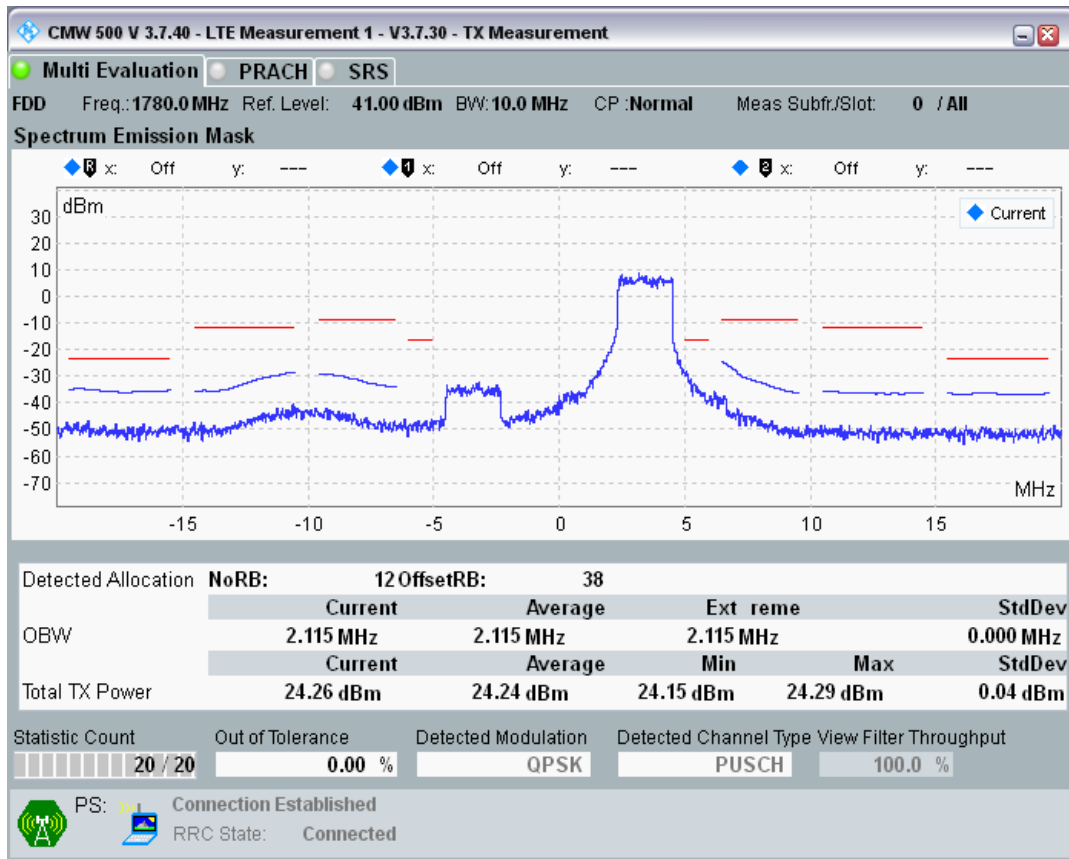 CMW 500 V 3.7.40 - LTE Measurement 1 - V3.7.30 - TX Measurement
Multi Evaluation PRACH SRS
FDD Freq.: 1780.0 MHz Ref. Level: 41.00 dBm BW: 10.0 MHz CP : Normal Meas Subfr./Slot: 0 / All
Spectrum Emission Mask
R x: Off y: --- 1 x: Off y: --- 2 x: Off y: ---
dBm
Current
30
20
10
0
-10
-20
-30
-40
-50
-60
-70
MHz
-15 -10 -5 0 5 10 15
Detected Allocation NoRB: 12 OffsetRB: 38
Current Average Ext reme StdDev
OBW 2.115 MHz 2.115 MHz 2.115 MHz 0.000 MHz
Current Average Min Max StdDev
Total TX Power 24.26 dBm 24.24 dBm 24.15 dBm 24.29 dBm 0.04 dBm
Statistic Count Out of Tolerance Detected Modulation Detected Channel Type View Filter Throughput
20 / 20 0.00 % QPSK PUSCH 100.0 %
PS: Connection Established
RRC State: Connected